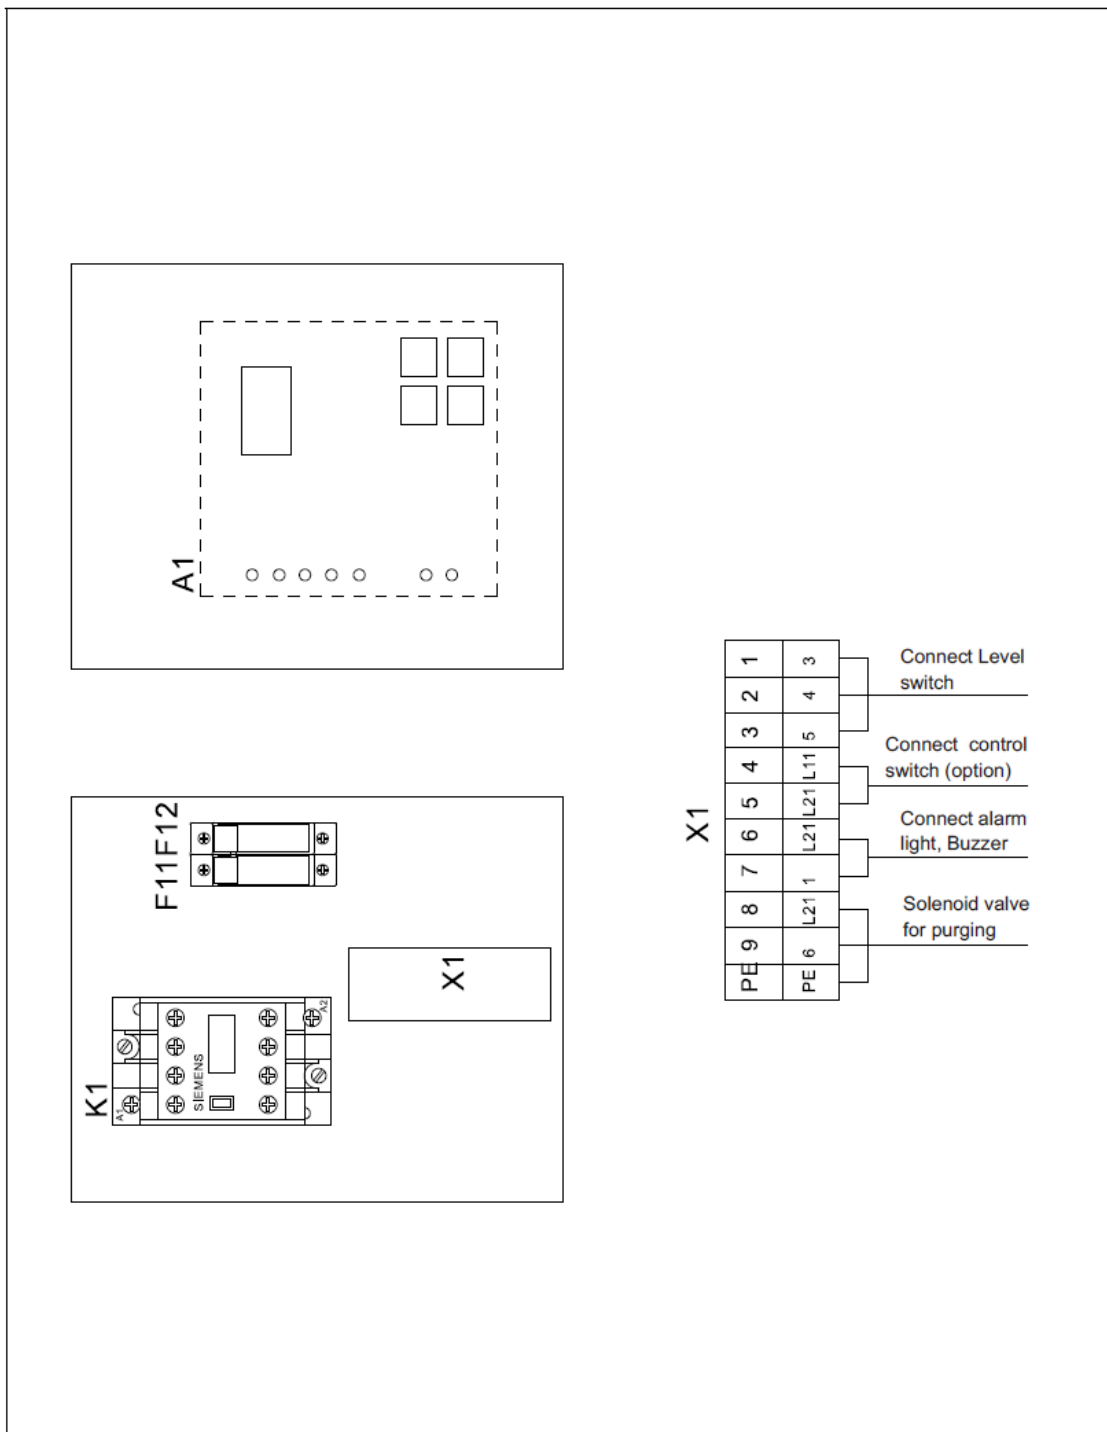 A1
F11F12
X1
K1
A1
A2
SIEMENS
X1
1 3
2 4
3 5
4 L11
5 L21
6 L21
7 1
8 L21
9 6
PE PE
Connect Level
switch
Connect control
switch (option)
Connect alarm
light, Buzzer
Solenoid valve
for purging